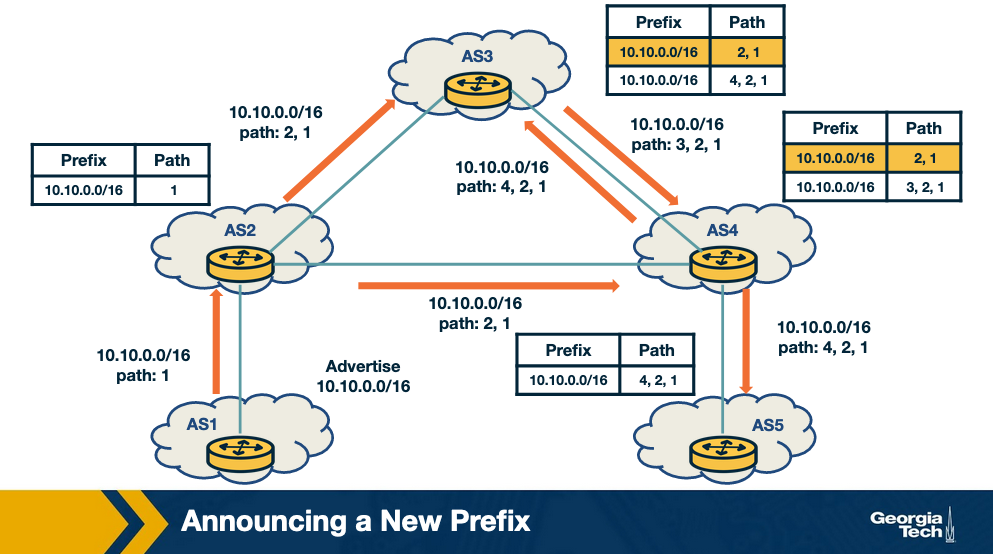 AS3
Prefix Path
10.10.0.0/16 2, 1
10.10.0.0/16 4, 2, 1
10.10.0.0/16
path: 2, 1
10.10.0.0/16
path: 3, 2, 1
10.10.0.0/16
path: 4, 2, 1
Prefix Path
10.10.0.0/16 2, 1
10.10.0.0/16 3, 2, 1
Prefix Path
10.10.0.0/16 1
AS2
AS4
10.10.0.0/16
path: 2, 1
10.10.0.0/16
path: 1
Advertise
10.10.0.0/16
Prefix Path
10.10.0.0/16 4, 2, 1
10.10.0.0/16
path: 4, 2, 1
AS1
AS5
Announcing a New Prefix
Georgia
Tech